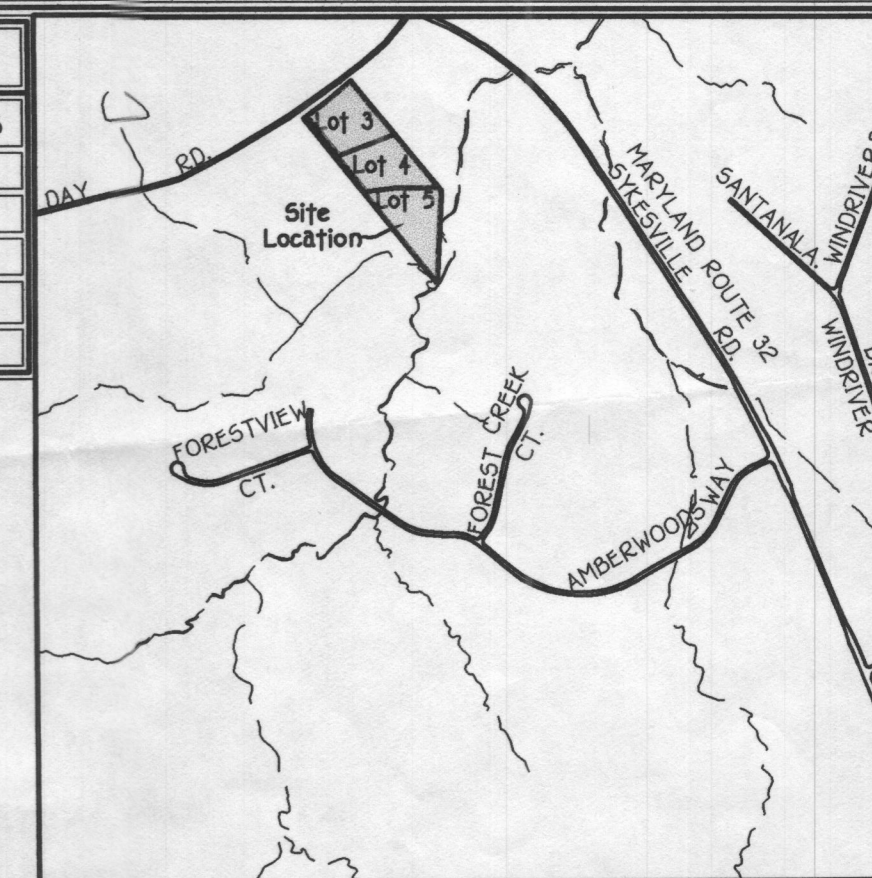 Lot 3
Lot 4
Lot 5
Site
Location
DAY RD.
MARYLAND ROUTE 32
SYKESVILLE RD.
SANTANALA.
WINDRIVER
WINDRIVER
FORESTVIEW
CT.
FOREST CREEK
CT.
AMBERWOODS WAY